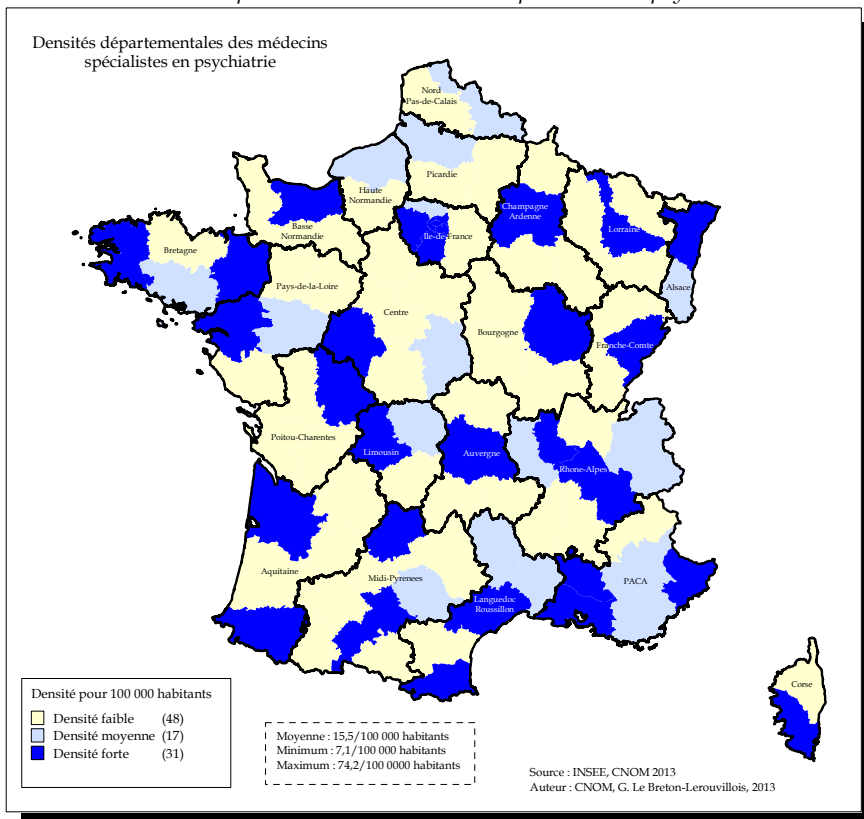 Densités départementales des médecins
spécialistes en psychiatrie
Nord
Pas-de-Calais
Picardie
Haute
Normandie
Basse
Normandie
Champagne
Ardenne
Lorraine
Ile-de-France
Bretagne
Alsace
Pays-de-la-Loire
Centre
Bourgogne
Franche-Comte
Poitou-Charentes
Limousin
Auvergne
Rhone-Alpes
Aquitaine
Midi-Pyrenees
PACA
Languedoc
Roussillon
Corse
Densité pour 100 000 habitants
Densité faible (48)
Densité moyenne (17)
Densité forte (31)
Moyenne : 15,5/100 000 habitants
Minimum : 7,1/100 000 habitants
Maximum : 74,2/100 0000 habitants
Source : INSEE, CNOM 2013
Auteur : CNOM, G. Le Breton-Lerouvillois, 2013